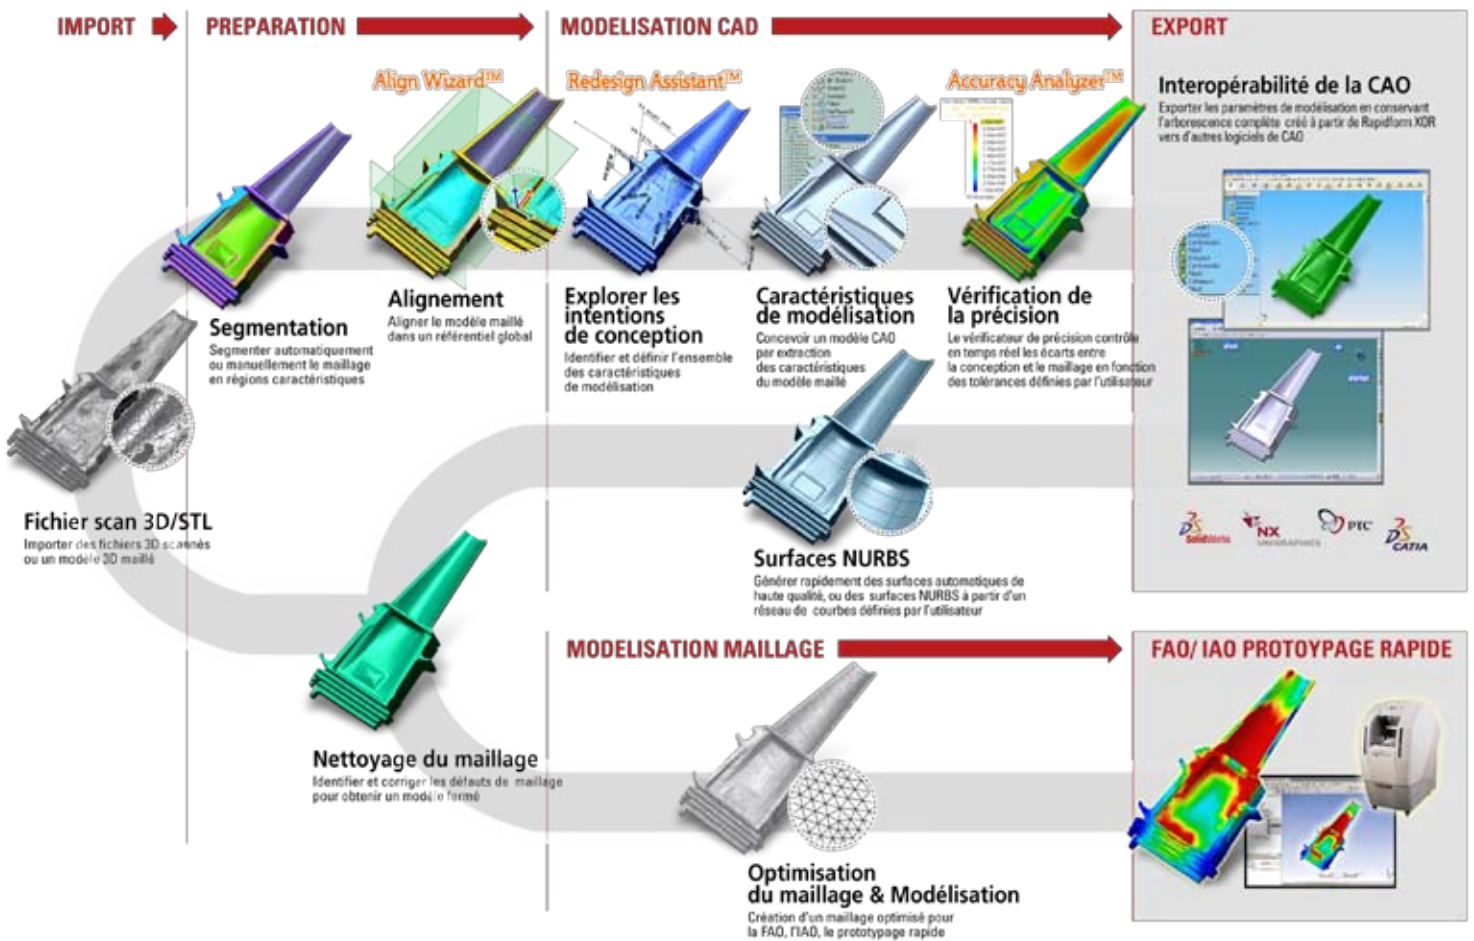 IMPORT
PREPARATION
MODELISATION CAD
EXPORT
Align Wizard™
Redesign Assistant™
Accuracy Analyzer™
Interopérabilité de la CAO
Exporter les paramètres de modélisation en conservant
l'arborescence complète créé à partir de Rapidform XOR
vers d'autres logiciels de CAO
Segmentation
Segmenter automatiquement
ou manuellement le maillage
en régions caractéristiques
Alignement
Aligner le modèle maillé
dans un référentiel global
Explorer les
intentions
de conception
Identifier et définir l'ensemble
des caractéristiques
de modélisation
Caractéristiques
de modélisation
Concevoir un modèle CAO
par extraction
des caractéristiques
du modèle maillé
Vérification de
la précision
Le vérificateur de précision contrôle
en temps réel les écarts entre
la conception et le maillage en fonction
des tolérances définies par l'utilisateur
Fichier scan 3D/STL
Importer des fichiers 3D scannés
ou un modèle 3D maillé
Surfaces NURBS
Générer rapidement des surfaces automatiques de
haute qualité, ou des surfaces NURBS à partir d'un
réseau de courbes définies par l'utilisateur
SolidWorks
NX
UNIGRAPHICS
PTC
CATIA
Nettoyage du maillage
Identifier et corriger les défauts de maillage
pour obtenir un modèle fermé
MODELISATION MAILLAGE
FAO/ IAO PROTOYPAGE RAPIDE
Optimisation
du maillage & Modélisation
Création d'un maillage optimisé pour
la FAO, l'IAO, le prototypage rapide